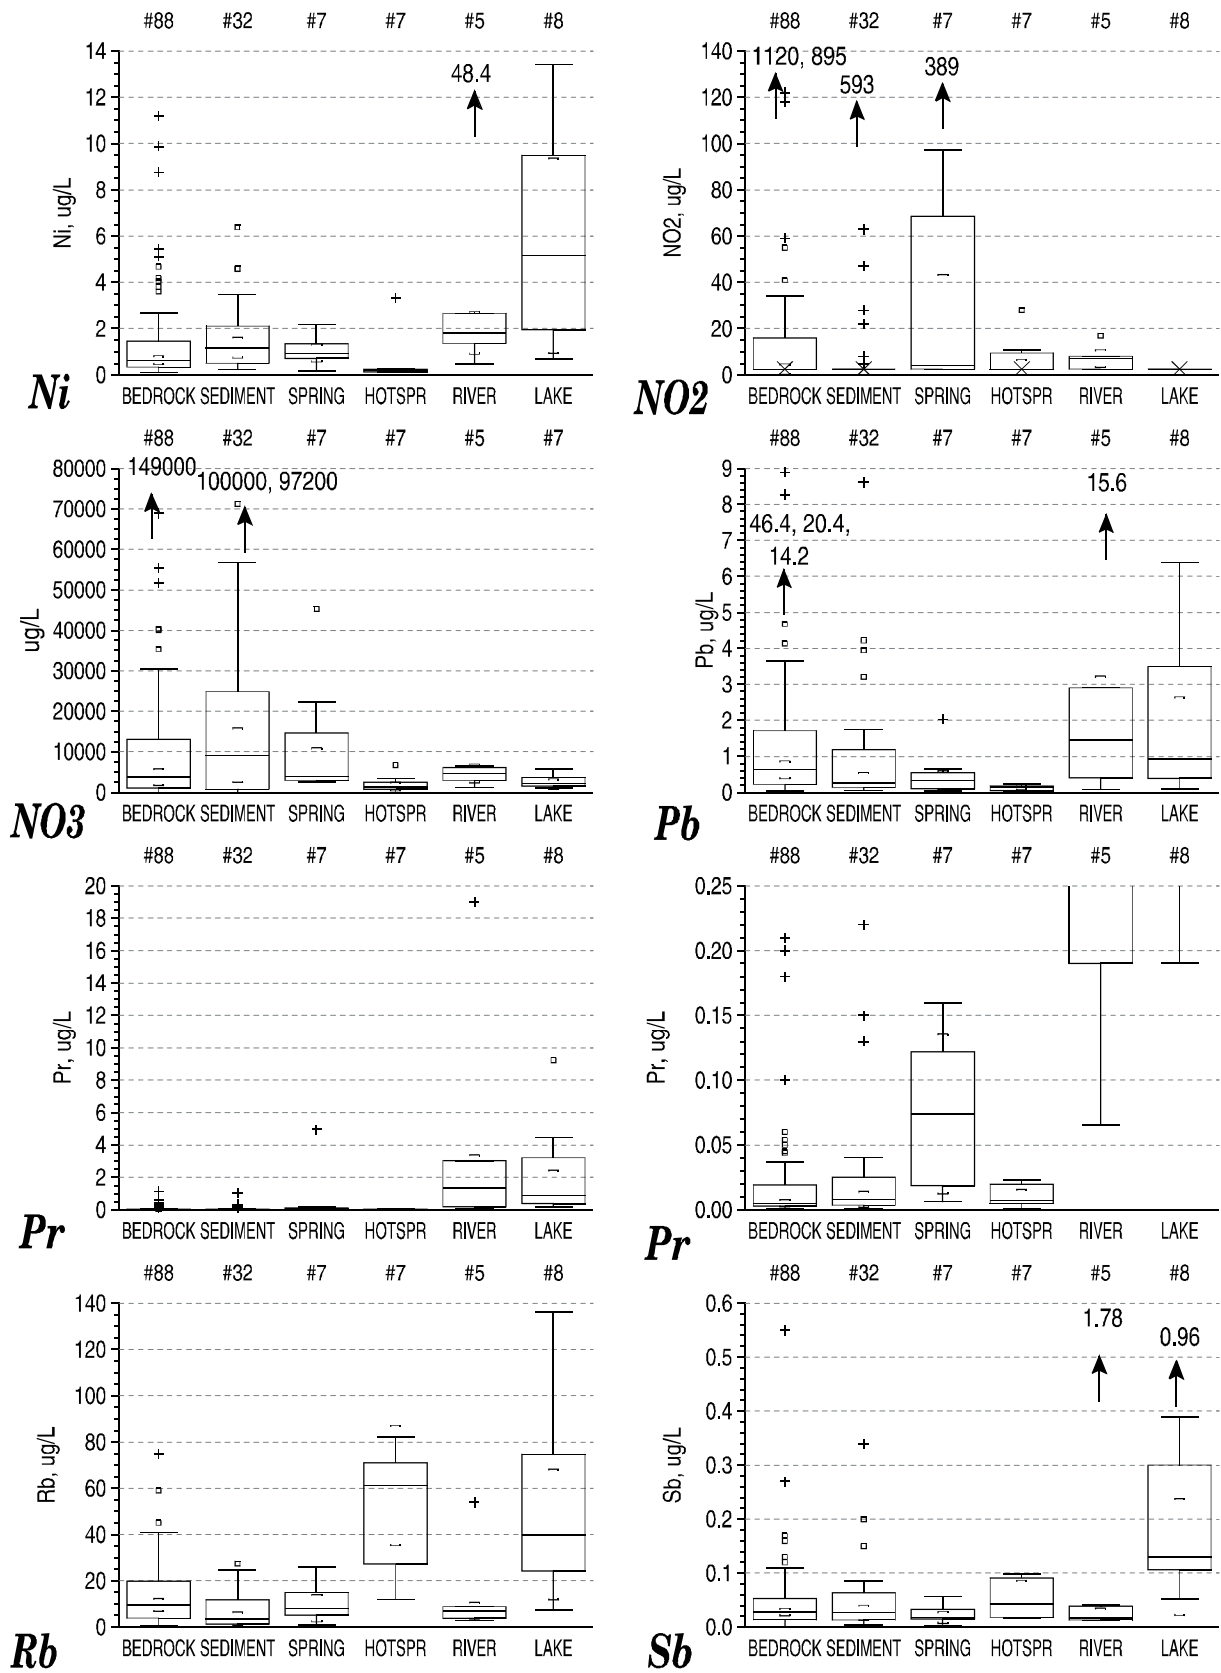 #88 #32 #7 #7 #5 #8
14
12
10
8
6
4
2
0
Ni, ug/L
48.4
BEDROCK SEDIMENT SPRING HOTSPR RIVER LAKE
Ni
#88 #32 #7 #7 #5 #8
140
120
100
80
60
40
20
0
NO2, ug/L
1120, 895
593
389
BEDROCK SEDIMENT SPRING HOTSPR RIVER LAKE
NO2
#88 #32 #7 #7 #5 #7
80000
70000
60000
50000
40000
30000
20000
10000
0
ug/L
149000
100000, 97200
BEDROCK SEDIMENT SPRING HOTSPR RIVER LAKE
NO3
#88 #32 #7 #7 #5 #8
9
8
7
6
5
4
3
2
1
0
Pb, ug/L
46.4, 20.4,
14.2
15.6
BEDROCK SEDIMENT SPRING HOTSPR RIVER LAKE
Pb
#88 #32 #7 #7 #5 #8
20
18
16
14
12
10
8
6
4
2
0
Pr, ug/L
BEDROCK SEDIMENT SPRING HOTSPR RIVER LAKE
Pr
#88 #32 #7 #7 #5 #8
0.25
0.20
0.15
0.10
0.05
0.00
Pr, ug/L
BEDROCK SEDIMENT SPRING HOTSPR RIVER LAKE
Pr
#88 #32 #7 #7 #5 #8
140
120
100
80
60
40
20
0
Rb, ug/L
BEDROCK SEDIMENT SPRING HOTSPR RIVER LAKE
Rb
#88 #32 #7 #7 #5 #8
0.6
0.5
0.4
0.3
0.2
0.1
0.0
Sb, ug/L
1.78
0.96
BEDROCK SEDIMENT SPRING HOTSPR RIVER LAKE
Sb